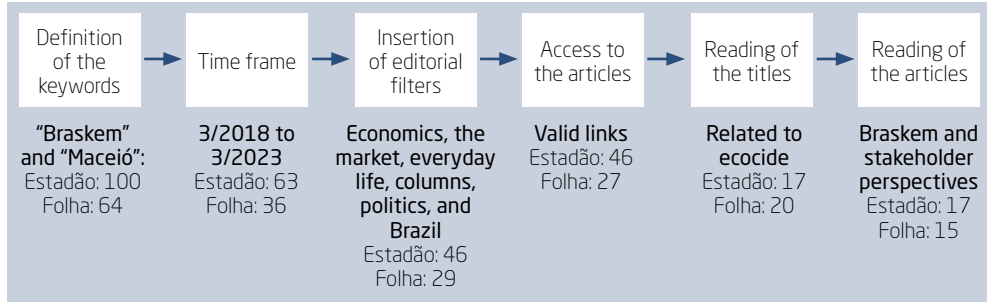 Definition
of the
keywords
Time frame
Insertion
of editorial
filters
Access to
the articles
Reading of
the titles
Reading of
the articles
“Braskem”
and “Maceió”:
Estadão: 100
Folha: 64
3/2018 to
3/2023
Estadão: 63
Folha: 36
Economics, the
market, everyday
life, columns,
politics, and
Brazil
Estadão: 46
Folha: 29
Valid links
Estadão: 46
Folha: 27
Related to
ecocide
Estadão: 17
Folha: 20
Braskem and
stakeholder
perspectives
Estadão: 17
Folha: 15